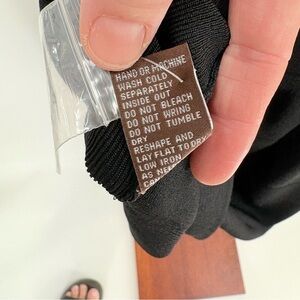 HAND OR MACHINE
WASH COLD
SEPARATELY
INSIDE OUT
DO NOT BLEACH
DO NOT WRING
DO NOT TUMBLE
DRY
RESHAPE AND
LAY FLAT TO DRY
LOW IRON
AS